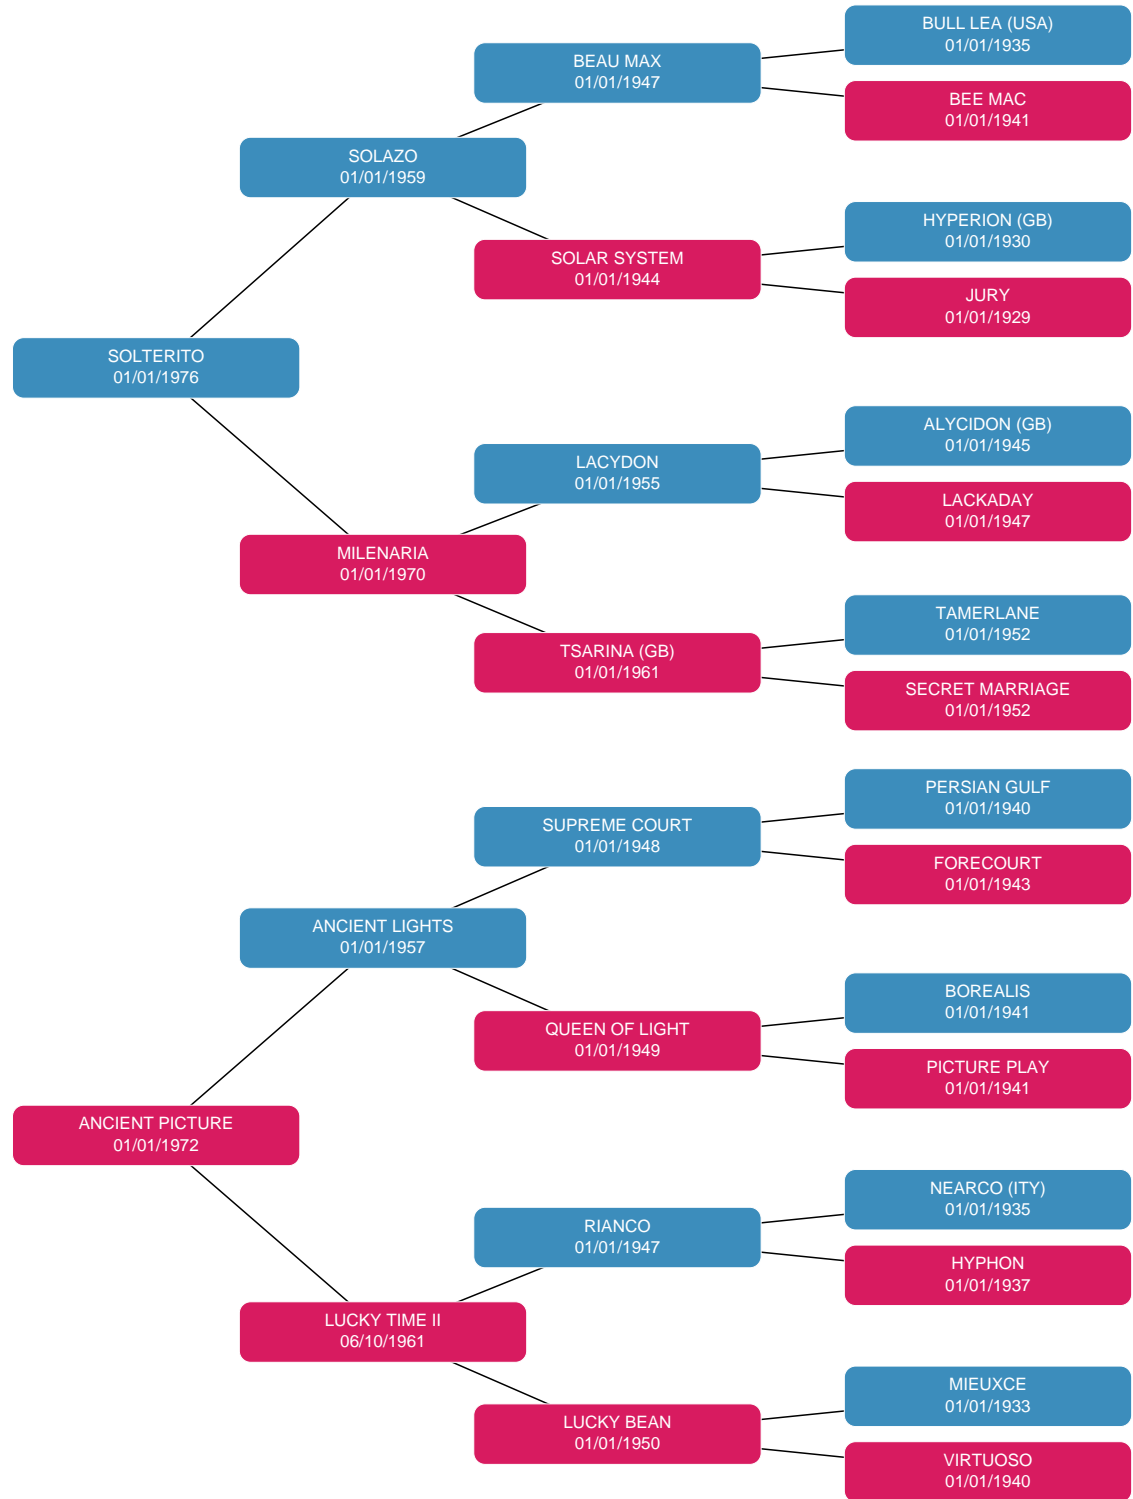 BULL LEA (USA)
01/01/1935
BEAU MAX
01/01/1947
BEE MAC
01/01/1941
SOLAZO
01/01/1959
HYPERION (GB)
01/01/1930
SOLAR SYSTEM
01/01/1944
JURY
01/01/1929
SOLTERITO
01/01/1976
ALYCIDON (GB)
01/01/1945
LACYDON
01/01/1955
LACKADAY
01/01/1947
MILENARIA
01/01/1970
TAMERLANE
01/01/1952
TSARINA (GB)
01/01/1961
SECRET MARRIAGE
01/01/1952
PERSIAN GULF
01/01/1940
SUPREME COURT
01/01/1948
FORECOURT
01/01/1943
ANCIENT LIGHTS
01/01/1957
BOREALIS
01/01/1941
QUEEN OF LIGHT
01/01/1949
PICTURE PLAY
01/01/1941
ANCIENT PICTURE
01/01/1972
NEARCO (ITY)
01/01/1935
RIANCO
01/01/1947
HYPHON
01/01/1937
LUCKY TIME II
06/10/1961
MIEUXCE
01/01/1933
LUCKY BEAN
01/01/1950
VIRTUOSO
01/01/1940